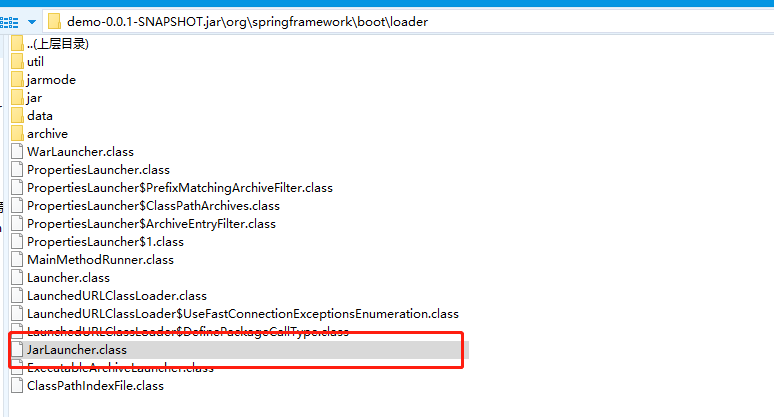 demo-0.0.1-SNAPSHOT.jar\org\springframework\boot\loader
..(上层目录)
util
jarmode
jar
data
archive
WarLauncher.class
PropertiesLauncher.class
PropertiesLauncher$PrefixMatchingArchiveFilter.class
PropertiesLauncher$ClassPathArchives.class
PropertiesLauncher$ArchiveEntryFilter.class
PropertiesLauncher$1.class
MainMethodRunner.class
Launcher.class
LaunchedURLClassLoader.class
LaunchedURLClassLoader$UseFastConnectionExceptionsEnumeration.class
LaunchedURLClassLoader$DefinePackageCallType.class
JarLauncher.class
ExecutableArchiveLauncher.class
ClassPathIndexFile.class